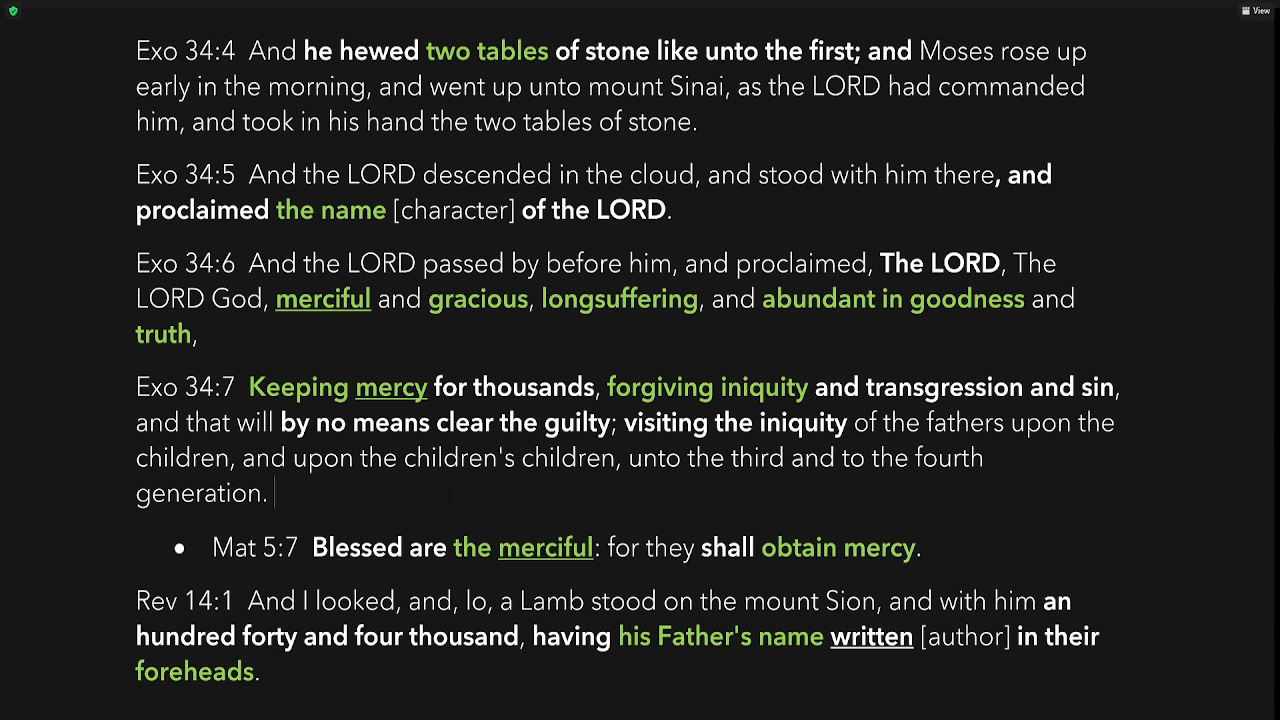 View
Exo 34:4 And he hewed two tables of stone like unto the first; and Moses rose up
early in the morning, and went up unto mount Sinai, as the LORD had commanded
him, and took in his hand the two tables of stone.
Exo 34:5 And the LORD descended in the cloud, and stood with him there, and
proclaimed the name [character] of the LORD.
Exo 34:6 And the LORD passed by before him, and proclaimed, The LORD, The
LORD God, merciful and gracious, longsuffering, and abundant in goodness and
truth,
Exo 34:7 Keeping mercy for thousands, forgiving iniquity and transgression and sin,
and that will by no means clear the guilty; visiting the iniquity of the fathers upon the
children, and upon the children's children, unto the third and to the fourth
generation.
• Mat 5:7 Blessed are the merciful: for they shall obtain mercy.
Rev 14:1 And I looked, and, lo, a Lamb stood on the mount Sion, and with him an
hundred forty and four thousand, having his Father's name written [author] in their
foreheads.